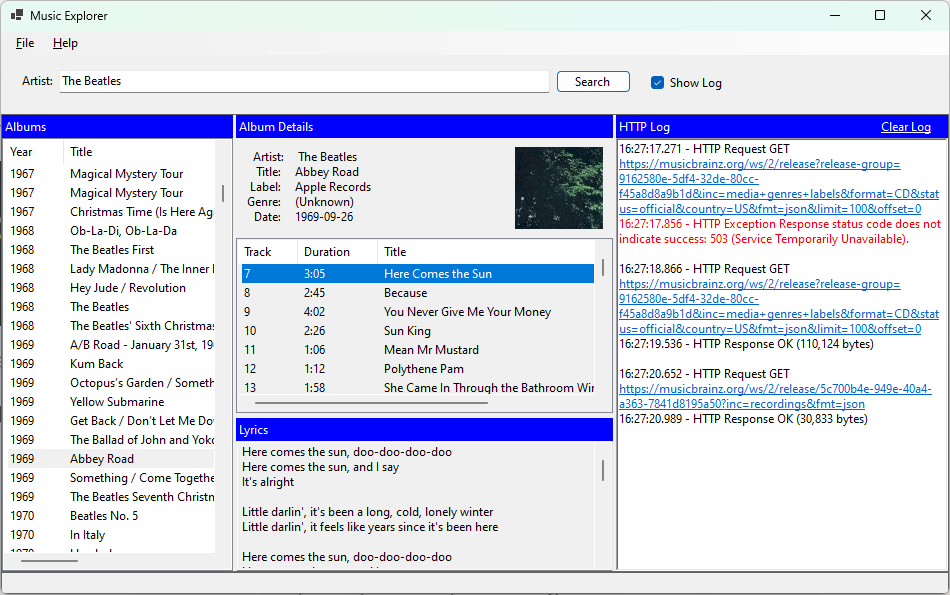 Music Explorer
File Help
Artist: The Beatles Search Show Log
Albums
Year Title
1967 Magical Mystery Tour
1967 Magical Mystery Tour
1967 Christmas Time (Is Here Ag
1968 Ob-La-Di, Ob-La-Da
1968 The Beatles First
1968 Lady Madonna / The Inner
1968 Hey Jude / Revolution
1968 The Beatles
1968 The Beatles' Sixth Christmas
1969 A/B Road - January 31st, 19
1969 Kum Back
1969 Octopus's Garden / Someth
1969 Yellow Submarine
1969 Get Back / Don't Let Me Do
1969 The Ballad of John and Yoko
1969 Abbey Road
1969 Something / Come Togethe
1969 The Beatles Seventh Christn
1970 Beatles No. 5
1970 In Italy
Album Details
Artist: The Beatles
Title: Abbey Road
Label: Apple Records
Genre: (Unknown)
Date: 1969-09-26
Track Duration Title
7 3:05 Here Comes the Sun
8 2:45 Because
9 4:02 You Never Give Me Your Money
10 2:26 Sun King
11 1:06 Mean Mr Mustard
12 1:12 Polythene Pam
13 1:58 She Came In Through the Bathroom Wir
Lyrics
Here comes the sun, doo-doo-doo-doo
Here comes the sun, and I say
It's alright
Little darlin', it's been a long, cold, lonely winter
Little darlin', it feels like years since it's been here
Here comes the sun, doo-doo-doo-doo
HTTP Log Clear Log
16:27:17.271 - HTTP Request GET
https://musicbrainz.org/ws/2/release?release-group=
9162580e-5df4-32de-80cc-
f45a8d8a9b1d&inc=media+genres+labels&format=CD&stat
us=official&country=US&fmt=json&limit=100&offset=0
16:27:17.856 - HTTP Exception Response status code does not
indicate success: 503 (Service Temporarily Unavailable).
16:27:18.866 - HTTP Request GET
https://musicbrainz.org/ws/2/release?release-group=
9162580e-5df4-32de-80cc-
f45a8d8a9b1d&inc=media+genres+labels&format=CD&stat
us=official&country=US&fmt=json&limit=100&offset=0
16:27:19.536 - HTTP Response OK (110,124 bytes)
16:27:20.652 - HTTP Request GET
https://musicbrainz.org/ws/2/release/5c700b4e-949e-40a4-
a363-7841d8195a50?inc=recordings&fmt=json
16:27:20.989 - HTTP Response OK (30,833 bytes)